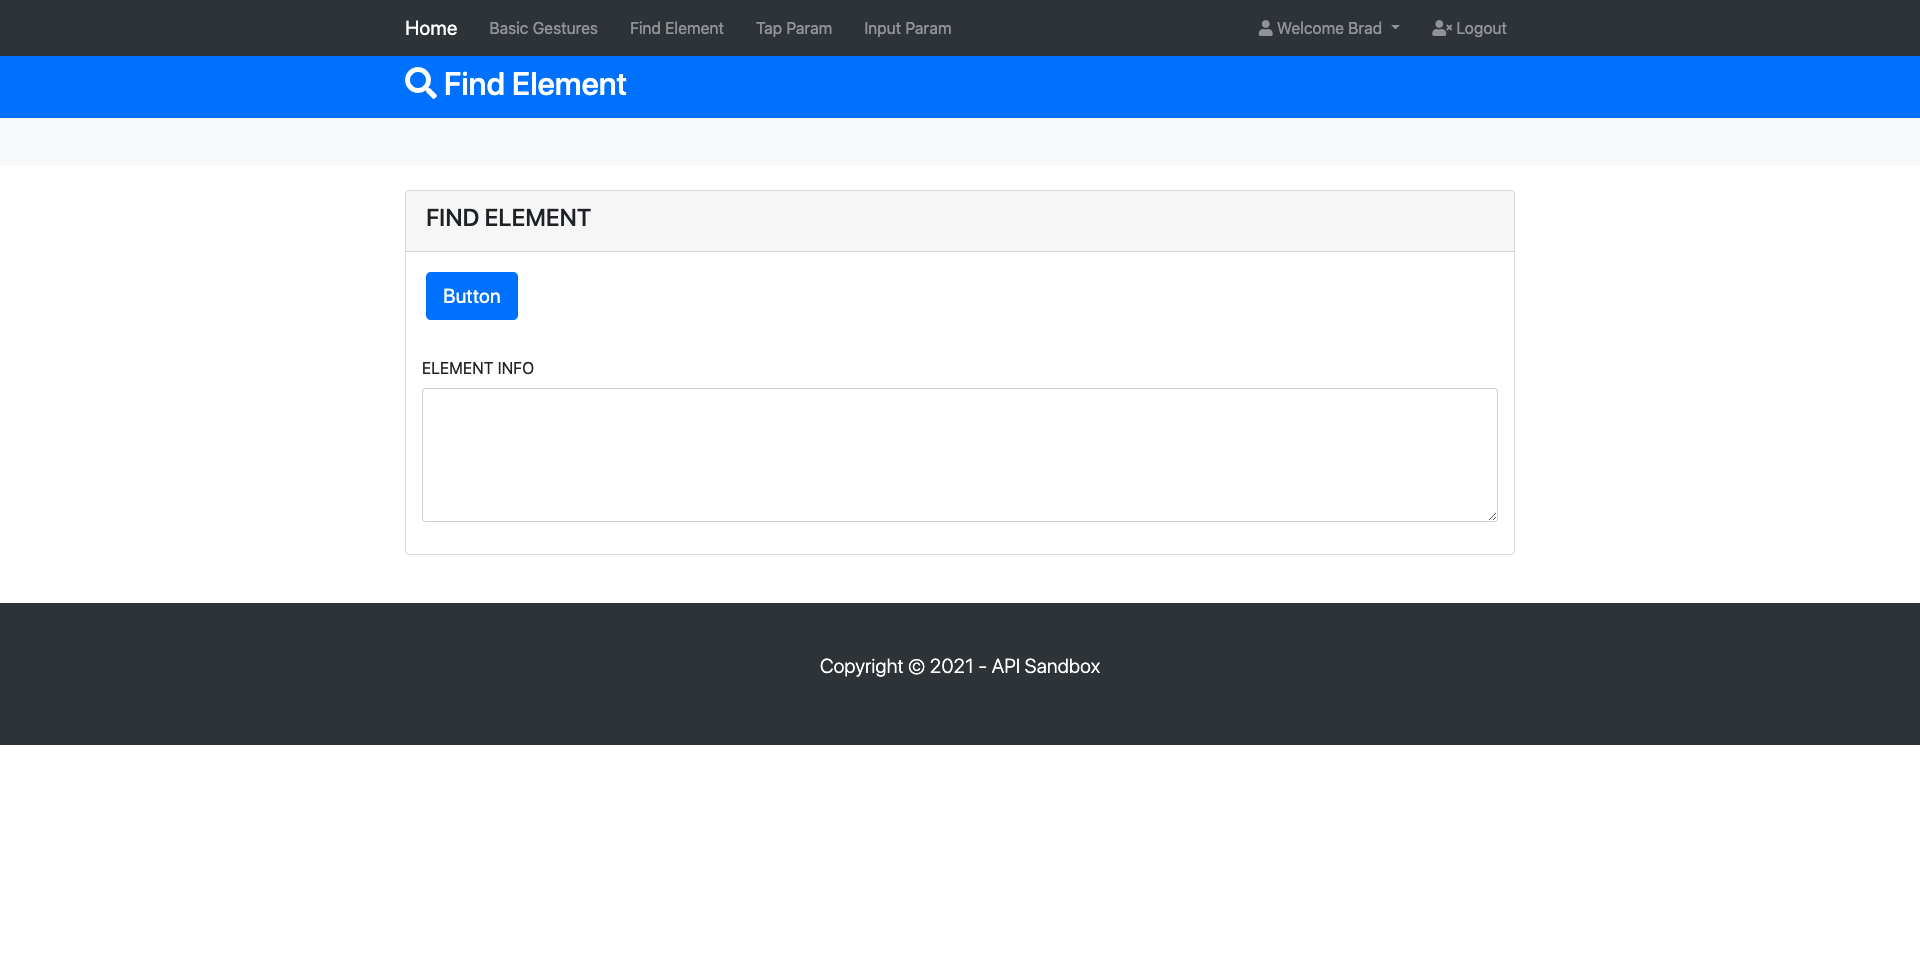 Home Basic Gestures Find Element Tap Param Input Param Welcome Brad Logout
Find Element
FIND ELEMENT
Button
ELEMENT INFO
Copyright © 2021 - API Sandbox